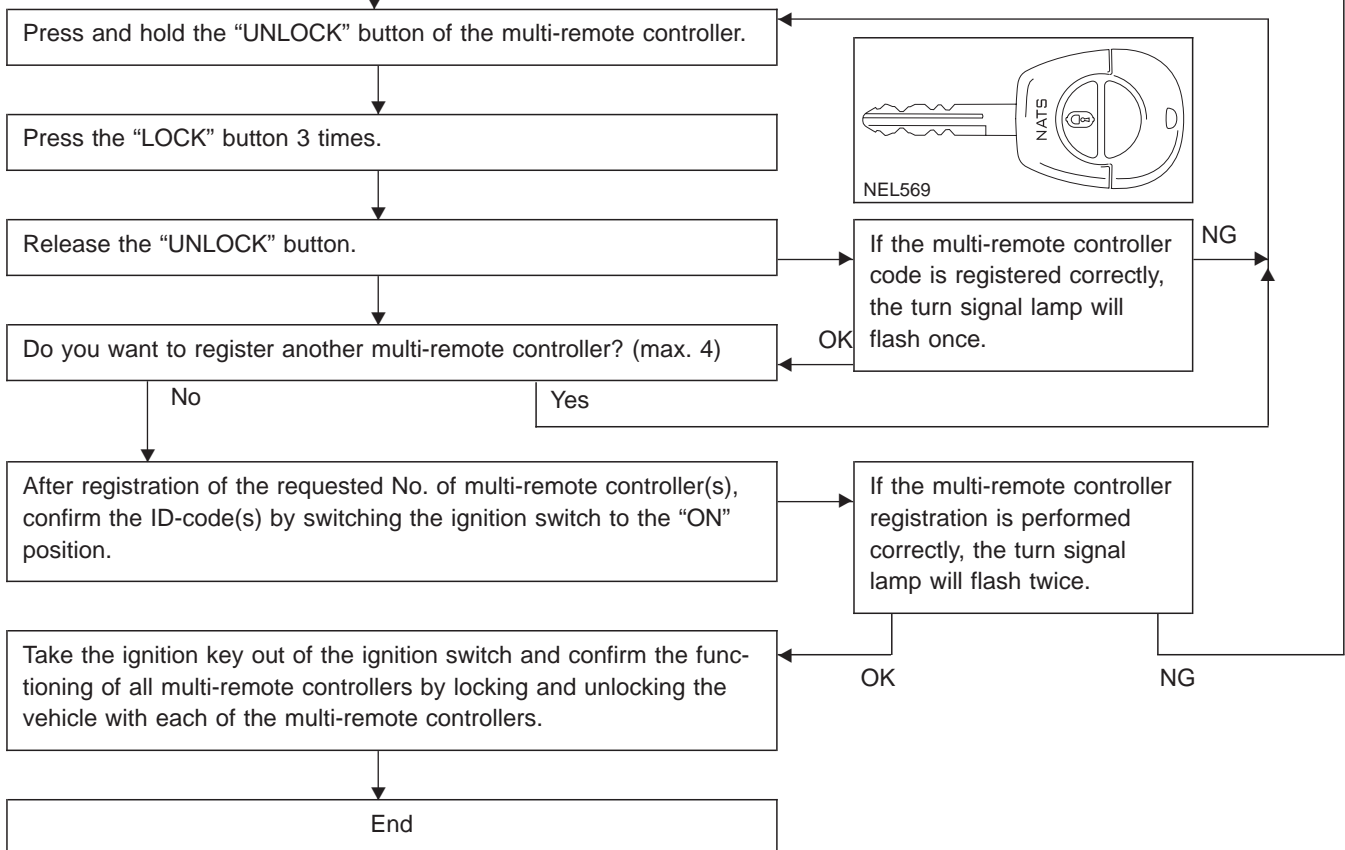 Press and hold the “UNLOCK” button of the multi-remote controller.
NATS
NEL569
Press the “LOCK” button 3 times.
Release the “UNLOCK” button.
If the multi-remote controller
code is registered correctly,
the turn signal lamp will
flash once.
NG
OK
Do you want to register another multi-remote controller? (max. 4)
No
Yes
After registration of the requested No. of multi-remote controller(s),
confirm the ID-code(s) by switching the ignition switch to the “ON”
position.
If the multi-remote controller
registration is performed
correctly, the turn signal
lamp will flash twice.
OK
NG
Take the ignition key out of the ignition switch and confirm the func-
tioning of all multi-remote controllers by locking and unlocking the
vehicle with each of the multi-remote controllers.
End